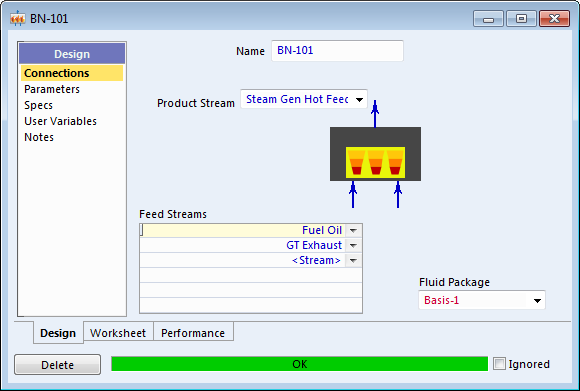 BN-101
Design
Connections
Parameters
Specs
User Variables
Notes
Name BN-101
Product Stream Steam Gen Hot Feed
Feed Streams
Fuel Oil
GT Exhaust
<Stream>
Fluid Package
Basis-1
Design Worksheet Performance
Delete OK Ignored